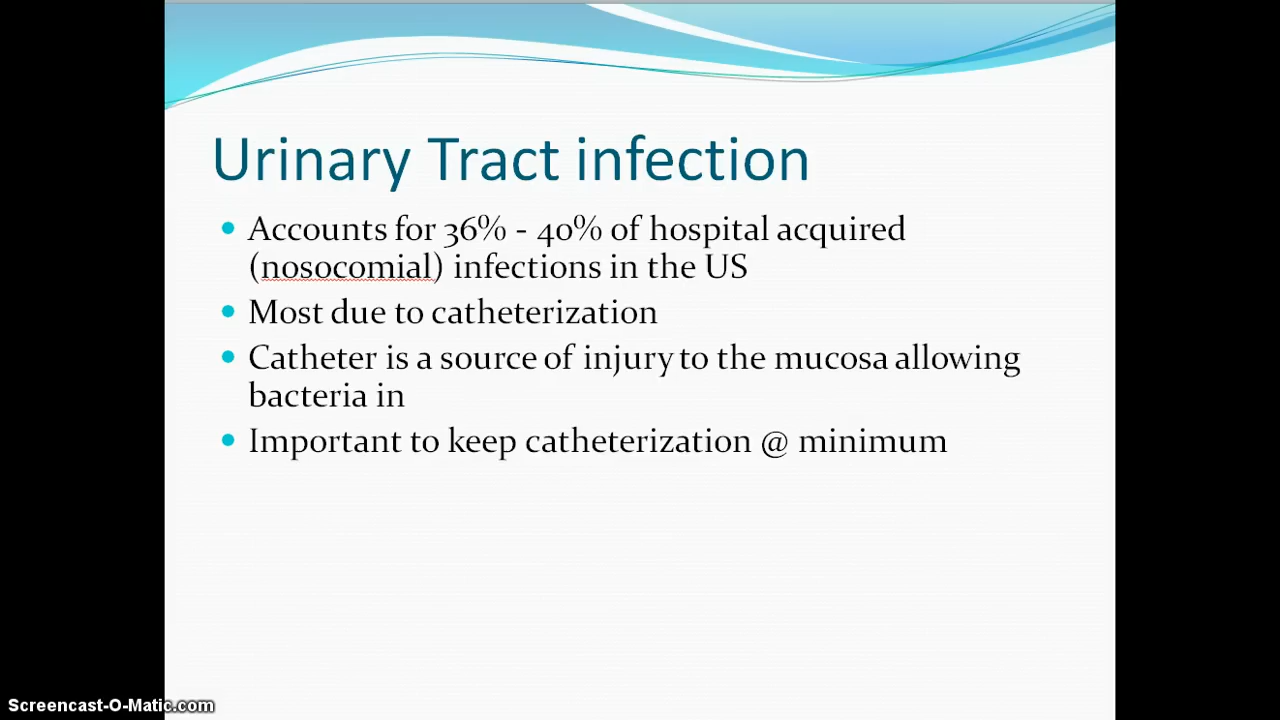 Urinary Tract infection
• Accounts for 36% - 40% of hospital acquired
(nosocomial) infections in the US
• Most due to catheterization
• Catheter is a source of injury to the mucosa allowing
bacteria in
• Important to keep catheterization @ minimum
Screencast-O-Matic.com